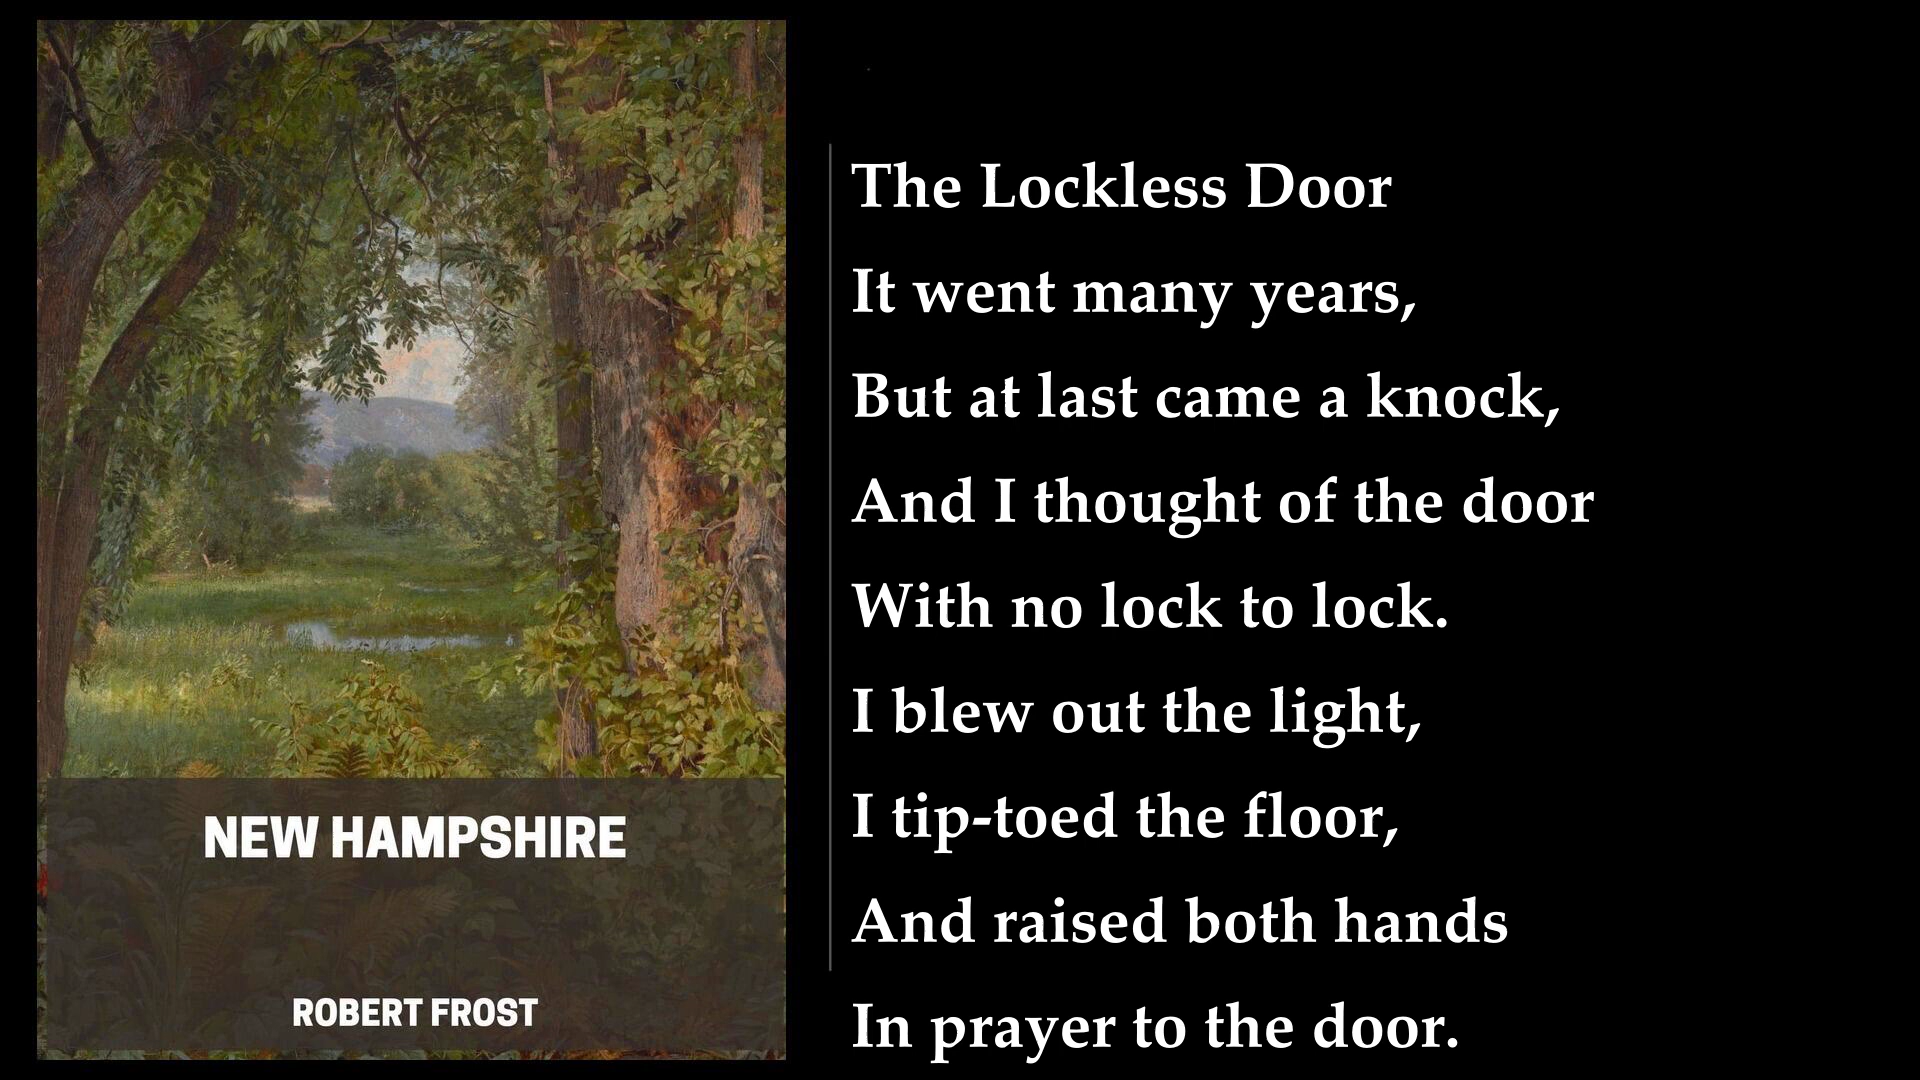 NEW HAMPSHIRE
ROBERT FROST
The Lockless Door
It went many years,
But at last came a knock,
And I thought of the door
With no lock to lock.
I blew out the light,
I tip-toed the floor,
And raised both hands
In prayer to the door.